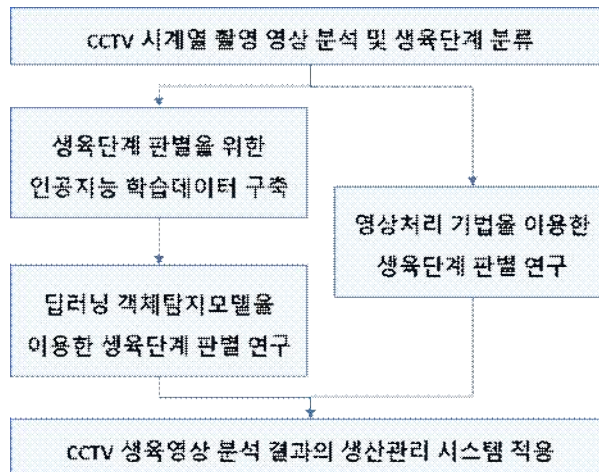 CCTV 시계열 촬영 영상 분석 및 생육단계 분류
생육단계 판별을 위한
인공지능 학습데이터 구축
영상처리 기법을 이용한
생육단계 판별 연구
딥러닝 객체탐지모델을
이용한 생육단계 판별 연구
CCTV 생육영상 분석 결과의 생산관리 시스템 적용